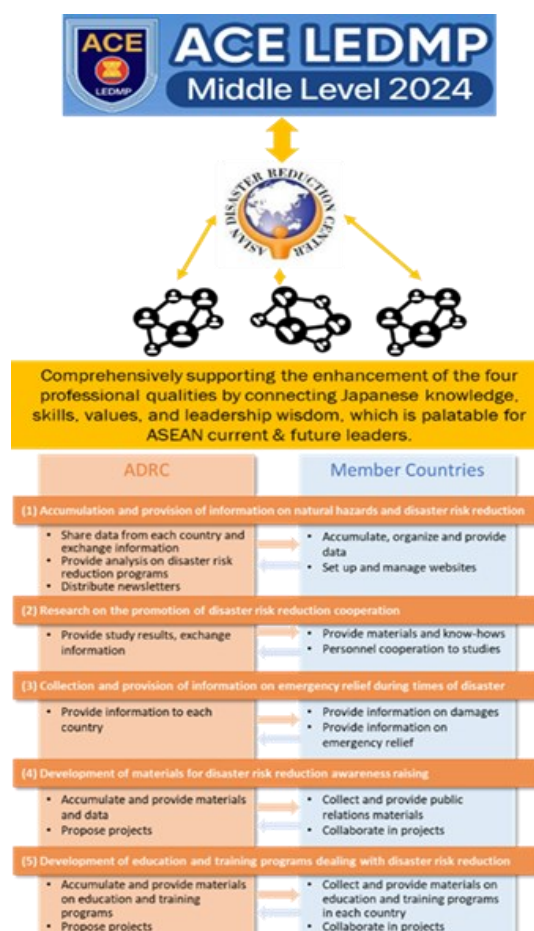 ACE
LEDMP
ACE LEDMP
Middle Level 2024
ASIAN DISASTER REDUCTION CENTER
Comprehensively supporting the enhancement of the four
professional qualities by connecting Japanese knowledge,
skills, values, and leadership wisdom, which is palatable for
ASEAN current & future leaders.
ADRC
Member Countries
(1) Accumulation and provision of information on natural hazards and disaster risk reduction
• Share data from each country and
exchange information
• Provide analysis on disaster risk
reduction programs
• Distribute newsletters
• Accumulate, organize and provide
data
• Set up and manage websites
(2) Research on the promotion of disaster risk reduction cooperation
• Provide study results, exchange
information
• Provide materials and know-hows
• Personnel cooperation to studies
(3) Collection and provision of information on emergency relief during times of disaster
• Provide information to each
country
• Provide information on damages
• Provide information on
emergency relief
(4) Development of materials for disaster risk reduction awareness raising
• Accumulate and provide materials
and data
• Propose projects
• Collect and provide public
relations materials
• Collaborate in projects
(5) Development of education and training programs dealing with disaster risk reduction
• Accumulate and provide materials
on education and training
programs
• Propose projects
• Collect and provide materials on
education and training programs
in each country
• Collaborate in projects